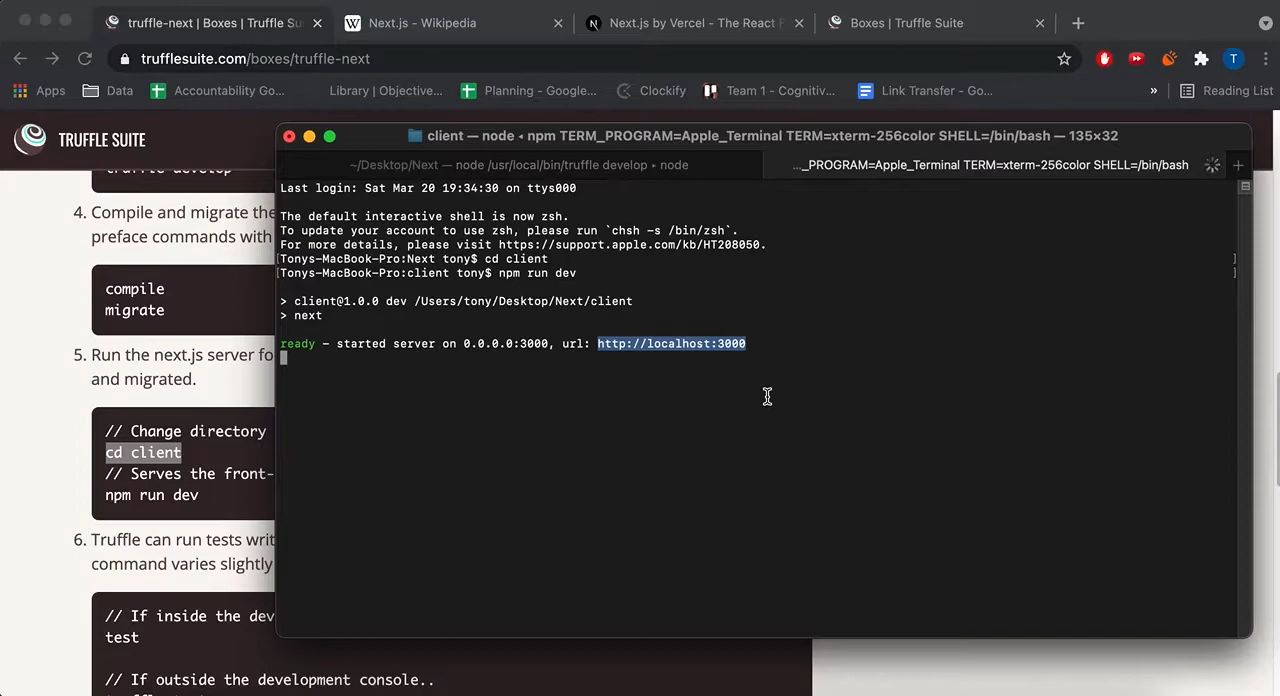 truffle-next | Boxes | Truffle Su
Next.js - Wikipedia
Next.js by Vercel - The React F
Boxes | Truffle Suite
trufflesuite.com/boxes/truffle-next
T
Apps
Data
Accountability Go...
Library | Objective...
Planning - Google...
Clockify
Team 1 - Cognitiv...
Link Transfer - Go...
»
Reading List
TRUFFLE SUITE
truffle develop
4. Compile and migrate the
preface commands with
compile
migrate
5. Run the next.js server fo
and migrated.
// Change directory
cd client
// Serves the front-
npm run dev
6. Truffle can run tests writ
command varies slightly
// If inside the dev
test
// If outside the development console..
client — node ◂ npm TERM_PROGRAM=Apple_Terminal TERM=xterm-256color SHELL=/bin/bash — 135×32
~/Desktop/Next — node /usr/local/bin/truffle develop ▸ node
..._PROGRAM=Apple_Terminal TERM=xterm-256color SHELL=/bin/bash
Last login: Sat Mar 20 19:34:30 on ttys000
The default interactive shell is now zsh.
To update your account to use zsh, please run `chsh -s /bin/zsh`.
For more details, please visit https://support.apple.com/kb/HT208050.
[Tonys-MacBook-Pro:Next tony$ cd client ]
[Tonys-MacBook-Pro:client tony$ npm run dev ]
> client@1.0.0 dev /Users/tony/Desktop/Next/client
> next
ready - started server on 0.0.0.0:3000, url: http://localhost:3000